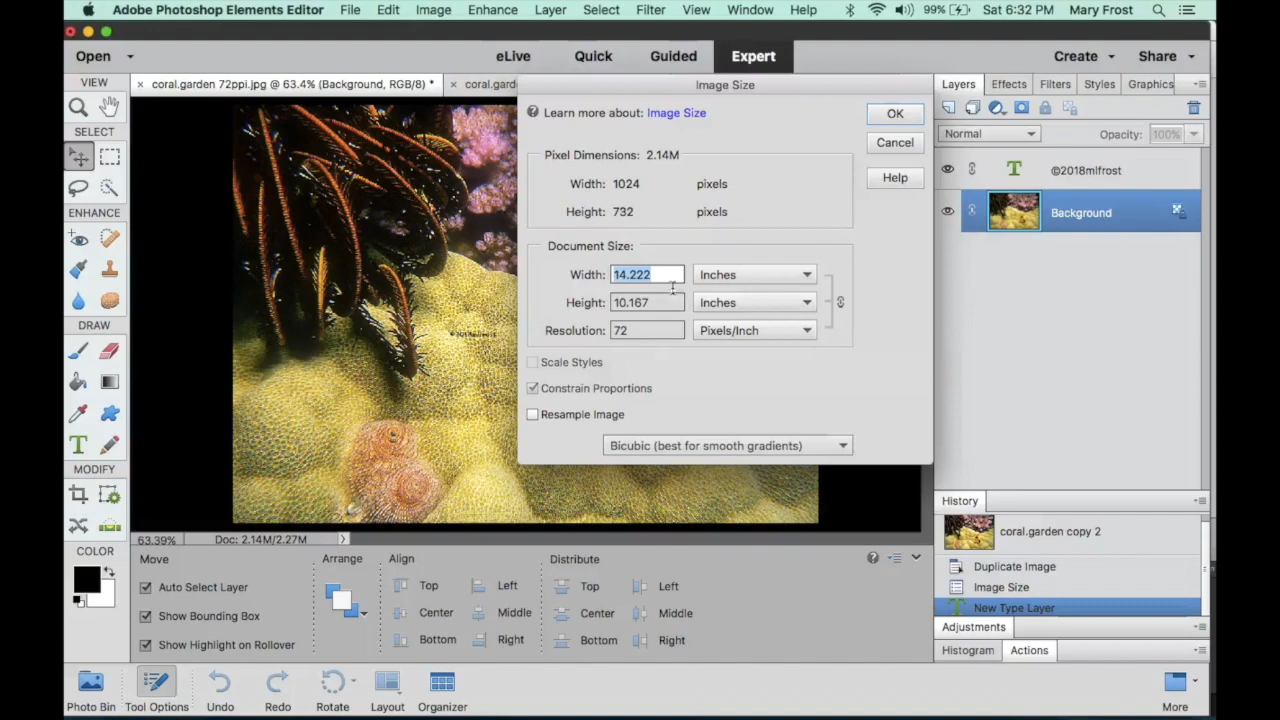 Adobe Photoshop Elements Editor File Edit Image Enhance Layer Select Filter View Window Help 99% Sat 6:32 PM Mary Frost
Open eLive Quick Guided Expert Create Share
VIEW
× coral.garden 72ppi.jpg @ 63.4% (Background, RGB/8) * × coral.gard
Image Size
Layers Effects Filters Styles Graphics
Learn more about: Image Size
OK
Cancel
Help
Pixel Dimensions: 2.14M
Width: 1024 pixels
Height: 732 pixels
Document Size:
Width: 14.222 Inches
Height: 10.167 Inches
Resolution: 72 Pixels/Inch
Scale Styles
Constrain Proportions
Resample Image
Bicubic (best for smooth gradients)
Normal Opacity: 100%
T ©2018mlfrost
Background
SELECT
ENHANCE
DRAW
T
MODIFY
COLOR
History
coral.garden copy 2
Duplicate Image
Image Size
T New Type Layer
Adjustments
Histogram Actions
63.39% Doc: 2.14M/2.27M
Move Arrange Align Distribute
Auto Select Layer Top Left Top Left
Show Bounding Box Center Middle Center Middle
Show Highlight on Rollover Bottom Right Bottom Right
Photo Bin Tool Options Undo Redo Rotate Layout Organizer More